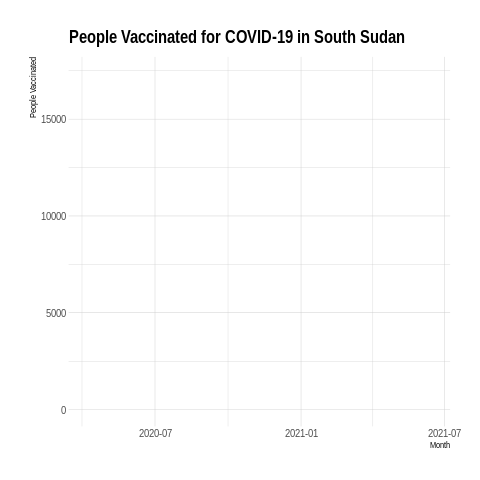 People Vaccinated for COVID-19 in South Sudan
People Vaccinated
15000
10000
5000
0
2020-07 2021-01 2021-07
Month